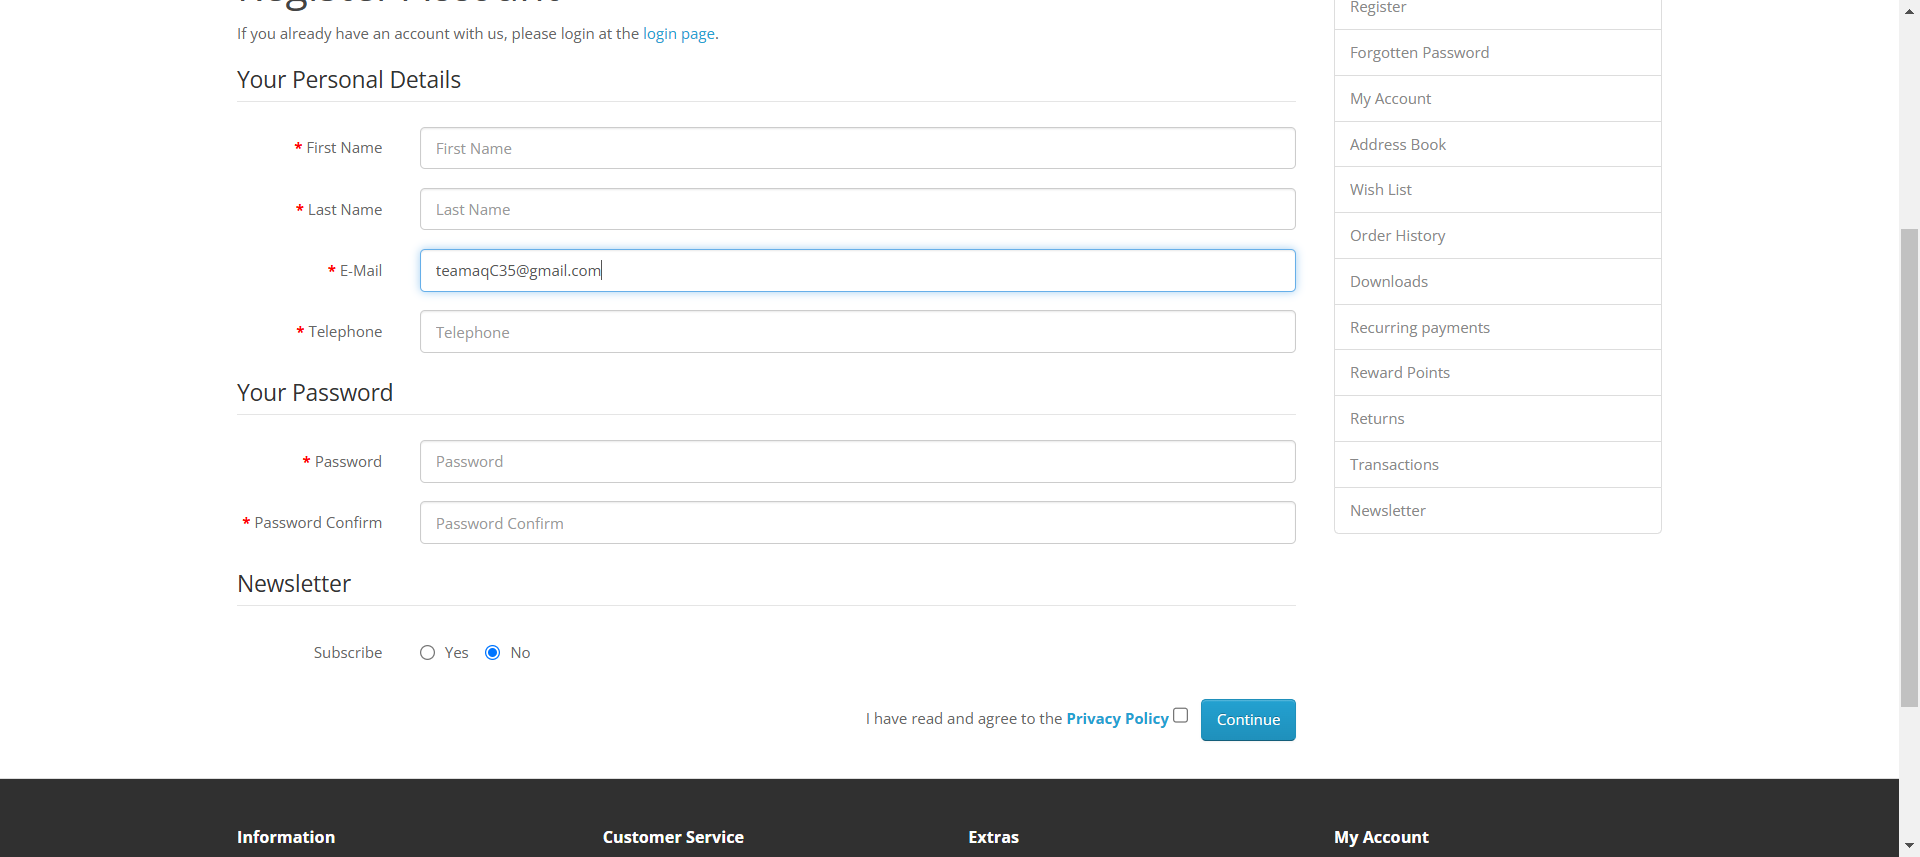 Register Account
If you already have an account with us, please login at the login page.
Your Personal Details
* First Name
First Name
* Last Name
Last Name
* E-Mail
teamaqC35@gmail.com
* Telephone
Telephone
Your Password
* Password
Password
* Password Confirm
Password Confirm
Newsletter
Subscribe
Yes
No
I have read and agree to the Privacy Policy
Continue
Register
Forgotten Password
My Account
Address Book
Wish List
Order History
Downloads
Recurring payments
Reward Points
Returns
Transactions
Newsletter
Information
Customer Service
Extras
My Account